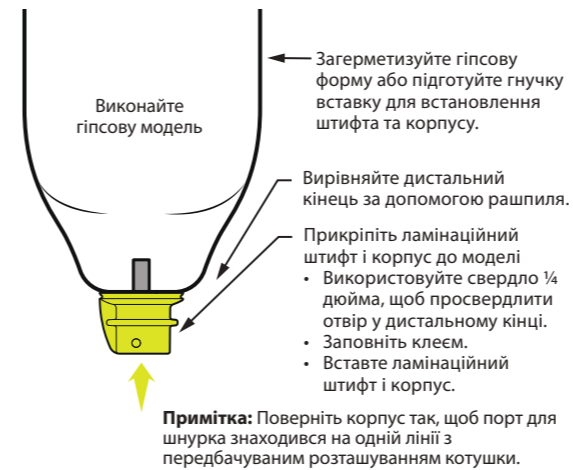 Виконайте
гіпсову модель
Загерметизуйте гіпсову
форму або підготуйте гнучку
вставку для встановлення
штифта та корпусу.
Вирівняйте дистальний
кінець за допомогою рашпиля.
Прикріпіть ламінаційний
штифт і корпус до моделі
• Використовуйте свердло ¼
дюйма, щоб просвердлити
отвір у дистальному кінці.
• Заповніть клеєм.
• Вставте ламінаційний
штифт і корпус.
Примітка: Поверніть корпус так, щоб порт для
шнурка знаходився на одній лінії з
передбачуваним розташуванням котушки.